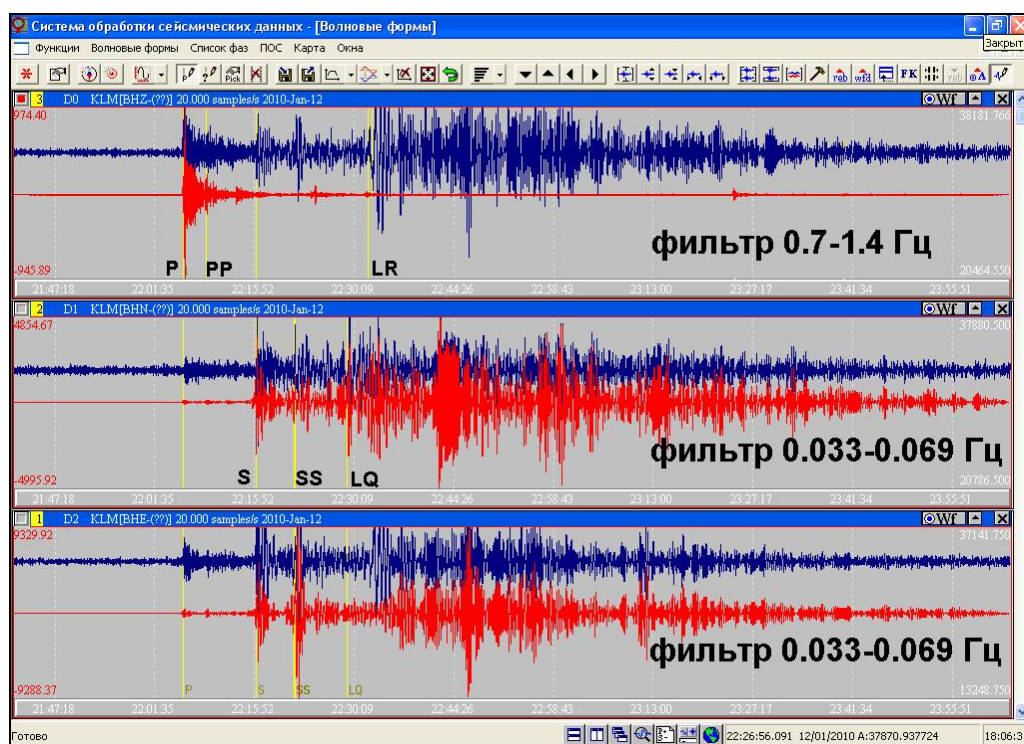 Система обработки сейсмических данных - [Волновые формы]
Функции Волновые формы Список фаз ПОС Карта Окна
Закрыт
Pick reb wfd FK reb A
3 D0 KLM[BHZ-(??)] 20.000 samples/s 2010-Jan-12 Wf
974.40 38181.766
фильтр 0.7-1.4 Гц
P PP LR
-945.89 20464.550
21:47:18 22:01:35 22:15:52 22:30:09 22:44:26 22:58:43 23:13:00 23:27:17 23:41:34 23:55:51
2 D1 KLM[BHN-(??)] 20.000 samples/s 2010-Jan-12 Wf
4854.67 37880.500
фильтр 0.033-0.069 Гц
S SS LQ
-4995.92 20786.500
21:47:18 22:01:35 22:15:52 22:30:09 22:44:26 22:58:43 23:13:00 23:27:17 23:41:34 23:55:51
1 D2 KLM[BHE-(??)] 20.000 samples/s 2010-Jan-12 Wf
9329.92 37141.750
фильтр 0.033-0.069 Гц
P S SS LQ
-9288.37 13248.750
21:47:18 22:01:35 22:15:52 22:30:09 22:44:26 22:58:43 23:13:00 23:27:17 23:41:34 23:55:51
Готово 22:26:56.091 12/01/2010 A:37870.937724 18:06:3